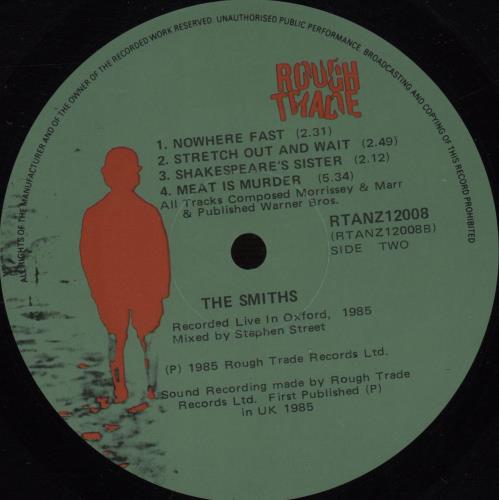 ALL RIGHTS OF THE MANUFACTURER AND OF THE OWNER OF THE RECORDED WORK RESERVED. UNAUTHORISED PUBLIC PERFORMANCE, BROADCASTING AND COPYING OF THIS RECORD PROHIBITED
ROUGH
TRADE
1. NOWHERE FAST (2.31)
2. STRETCH OUT AND WAIT (2.49)
3. SHAKESPEARE'S SISTER (2.12)
4. MEAT IS MURDER (5.34)
All Tracks Composed Morrissey & Marr
& Published Warner Bros.
RTANZ12008
(RTANZ12008B)
SIDE TWO
THE SMITHS
Recorded Live In Oxford, 1985
Mixed by Stephen Street
(P) 1985 Rough Trade Records Ltd.
Sound Recording made by Rough Trade
Records Ltd. First Published (P)
in UK 1985